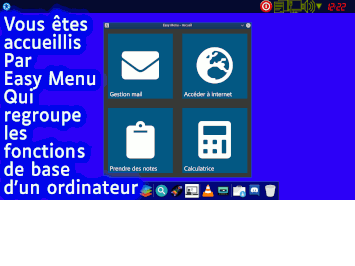 12:22
Vous êtes
accueillis
Par
Easy Menu
Qui
regroupe
les
fonctions
de base
d'un ordinateur
Easy Menu - Accueil
Gestion mail
Accéder à internet
Prendre des notes
Calculatrice